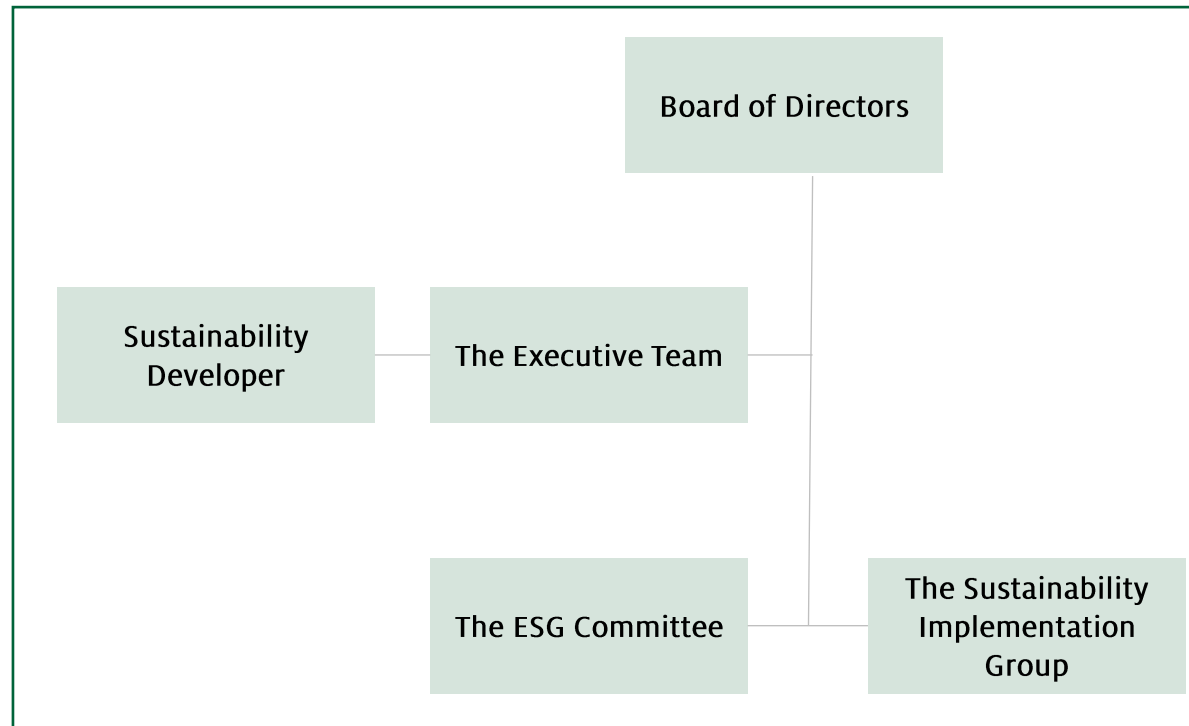 Board of Directors
Sustainability
Developer
The Executive Team
The ESG Committee
The Sustainability
Implementation
Group